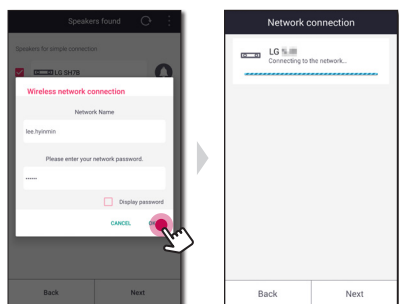 Speakers found
Speakers for simple connection
LG SH7B
Wireless network connection
Network Name
lee.hyinmin
Please enter your network password.
••••••
Display password
CANCEL
Back
Next
Network connection
LG
Connecting to the network...
Back
Next